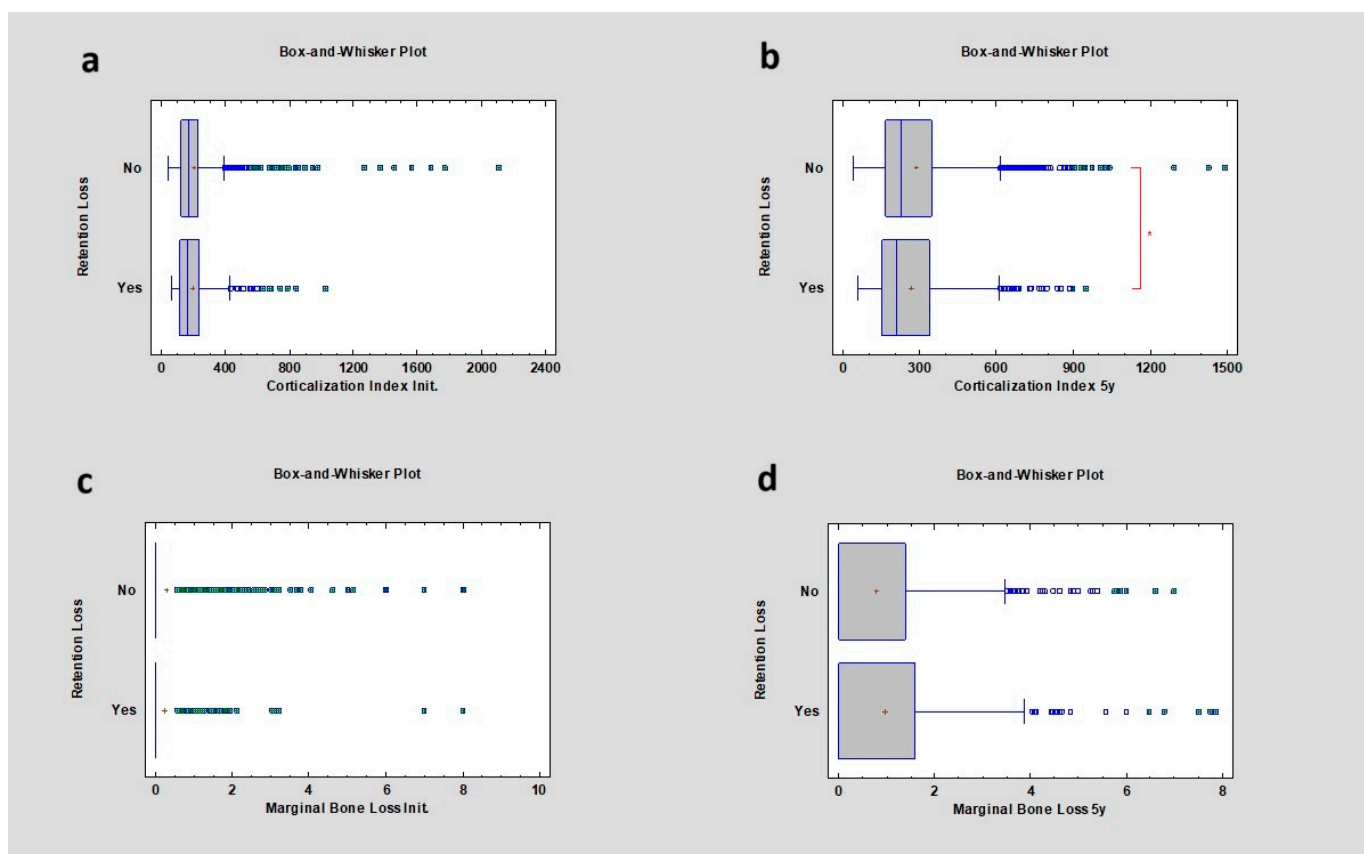 a
Box-and-Whisker Plot
Retention Loss
No
Yes
0 400 800 1200 1600 2000 2400
Corticalization Index Init.
b
Box-and-Whisker Plot
Retention Loss
No
Yes
*
0 300 600 900 1200 1500
Corticalization Index 5y
c
Box-and-Whisker Plot
Retention Loss
No
Yes
0 2 4 6 8 10
Marginal Bone Loss Init.
d
Box-and-Whisker Plot
Retention Loss
No
Yes
0 2 4 6 8
Marginal Bone Loss 5y